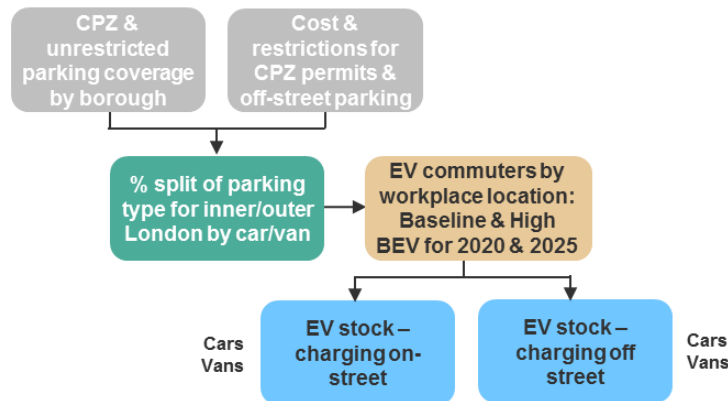 CPZ &
unrestricted
parking coverage
by borough
Cost &
restrictions for
CPZ permits &
off-street parking
% split of parking
type for inner/outer
London by car/van
EV commuters by
workplace location:
Baseline & High
BEV for 2020 & 2025
Cars
Vans
EV stock –
charging on-
street
EV stock –
charging off
street
Cars
Vans